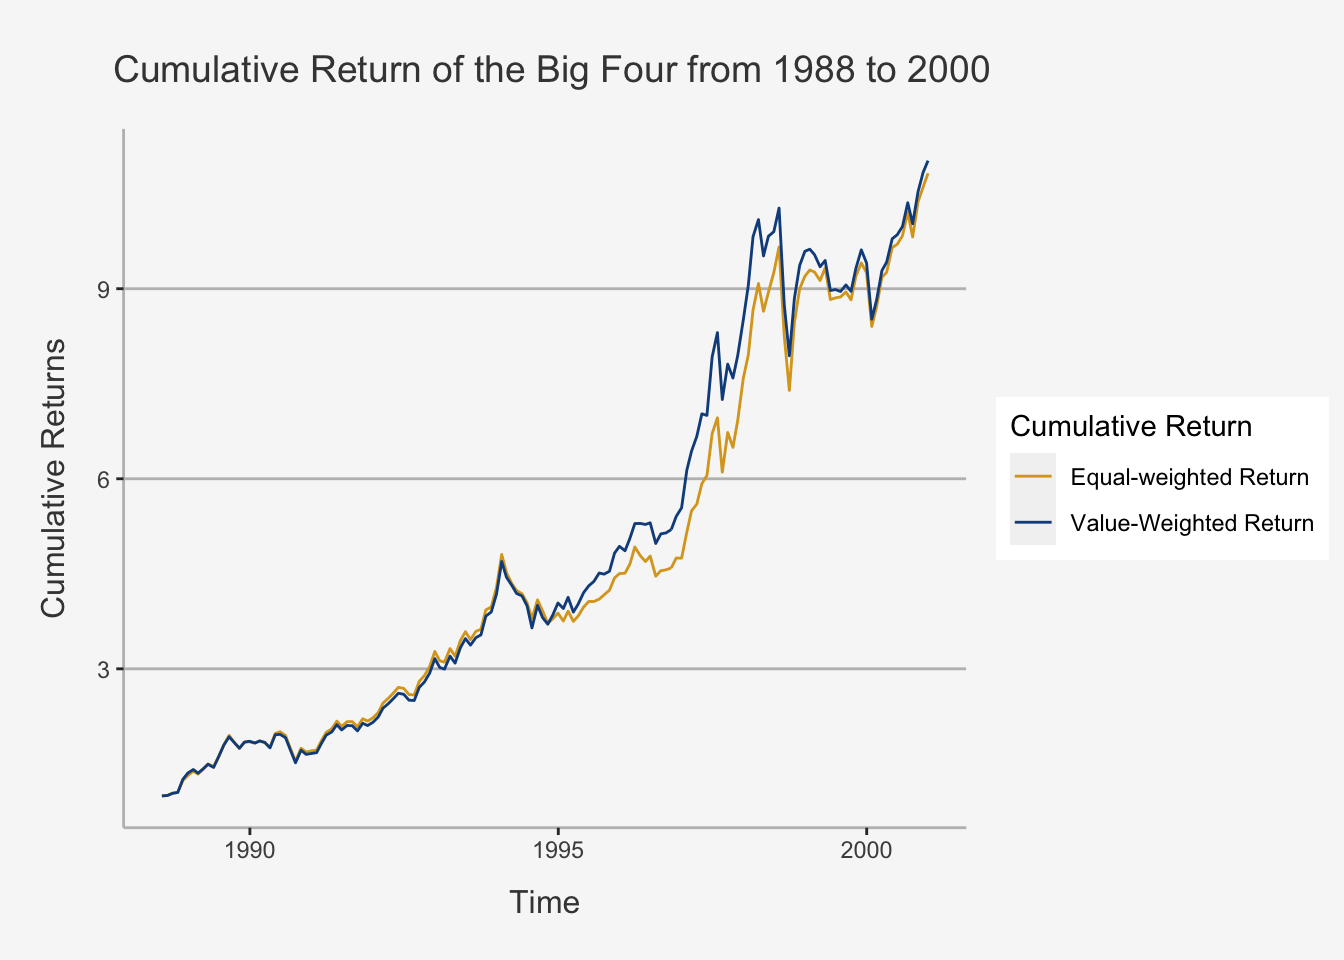 Cumulative Return of the Big Four from 1988 to 2000
Cumulative Returns
9
6
3
1990
1995
2000
Time
Cumulative Return
Equal-weighted Return
Value-Weighted Return